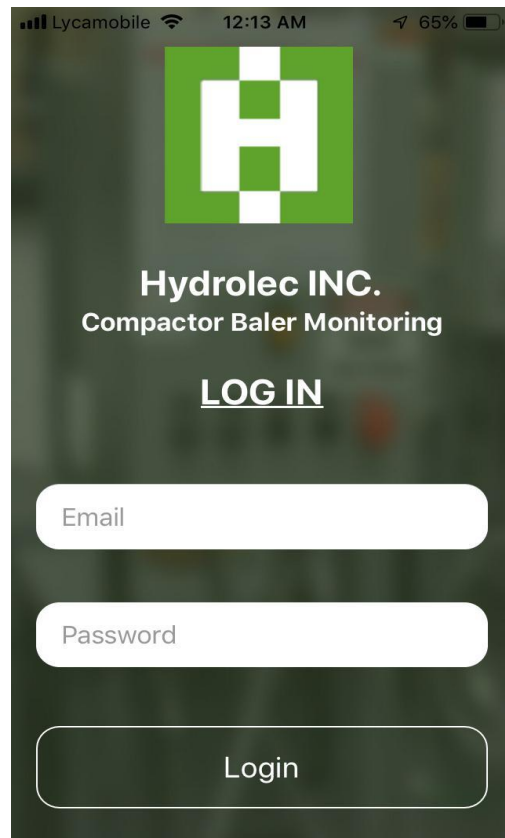 Lycamobile 12:13 AM 65%
H
Hydrolec INC.
Compactor Baler Monitoring
LOG IN
Email
Password
Login